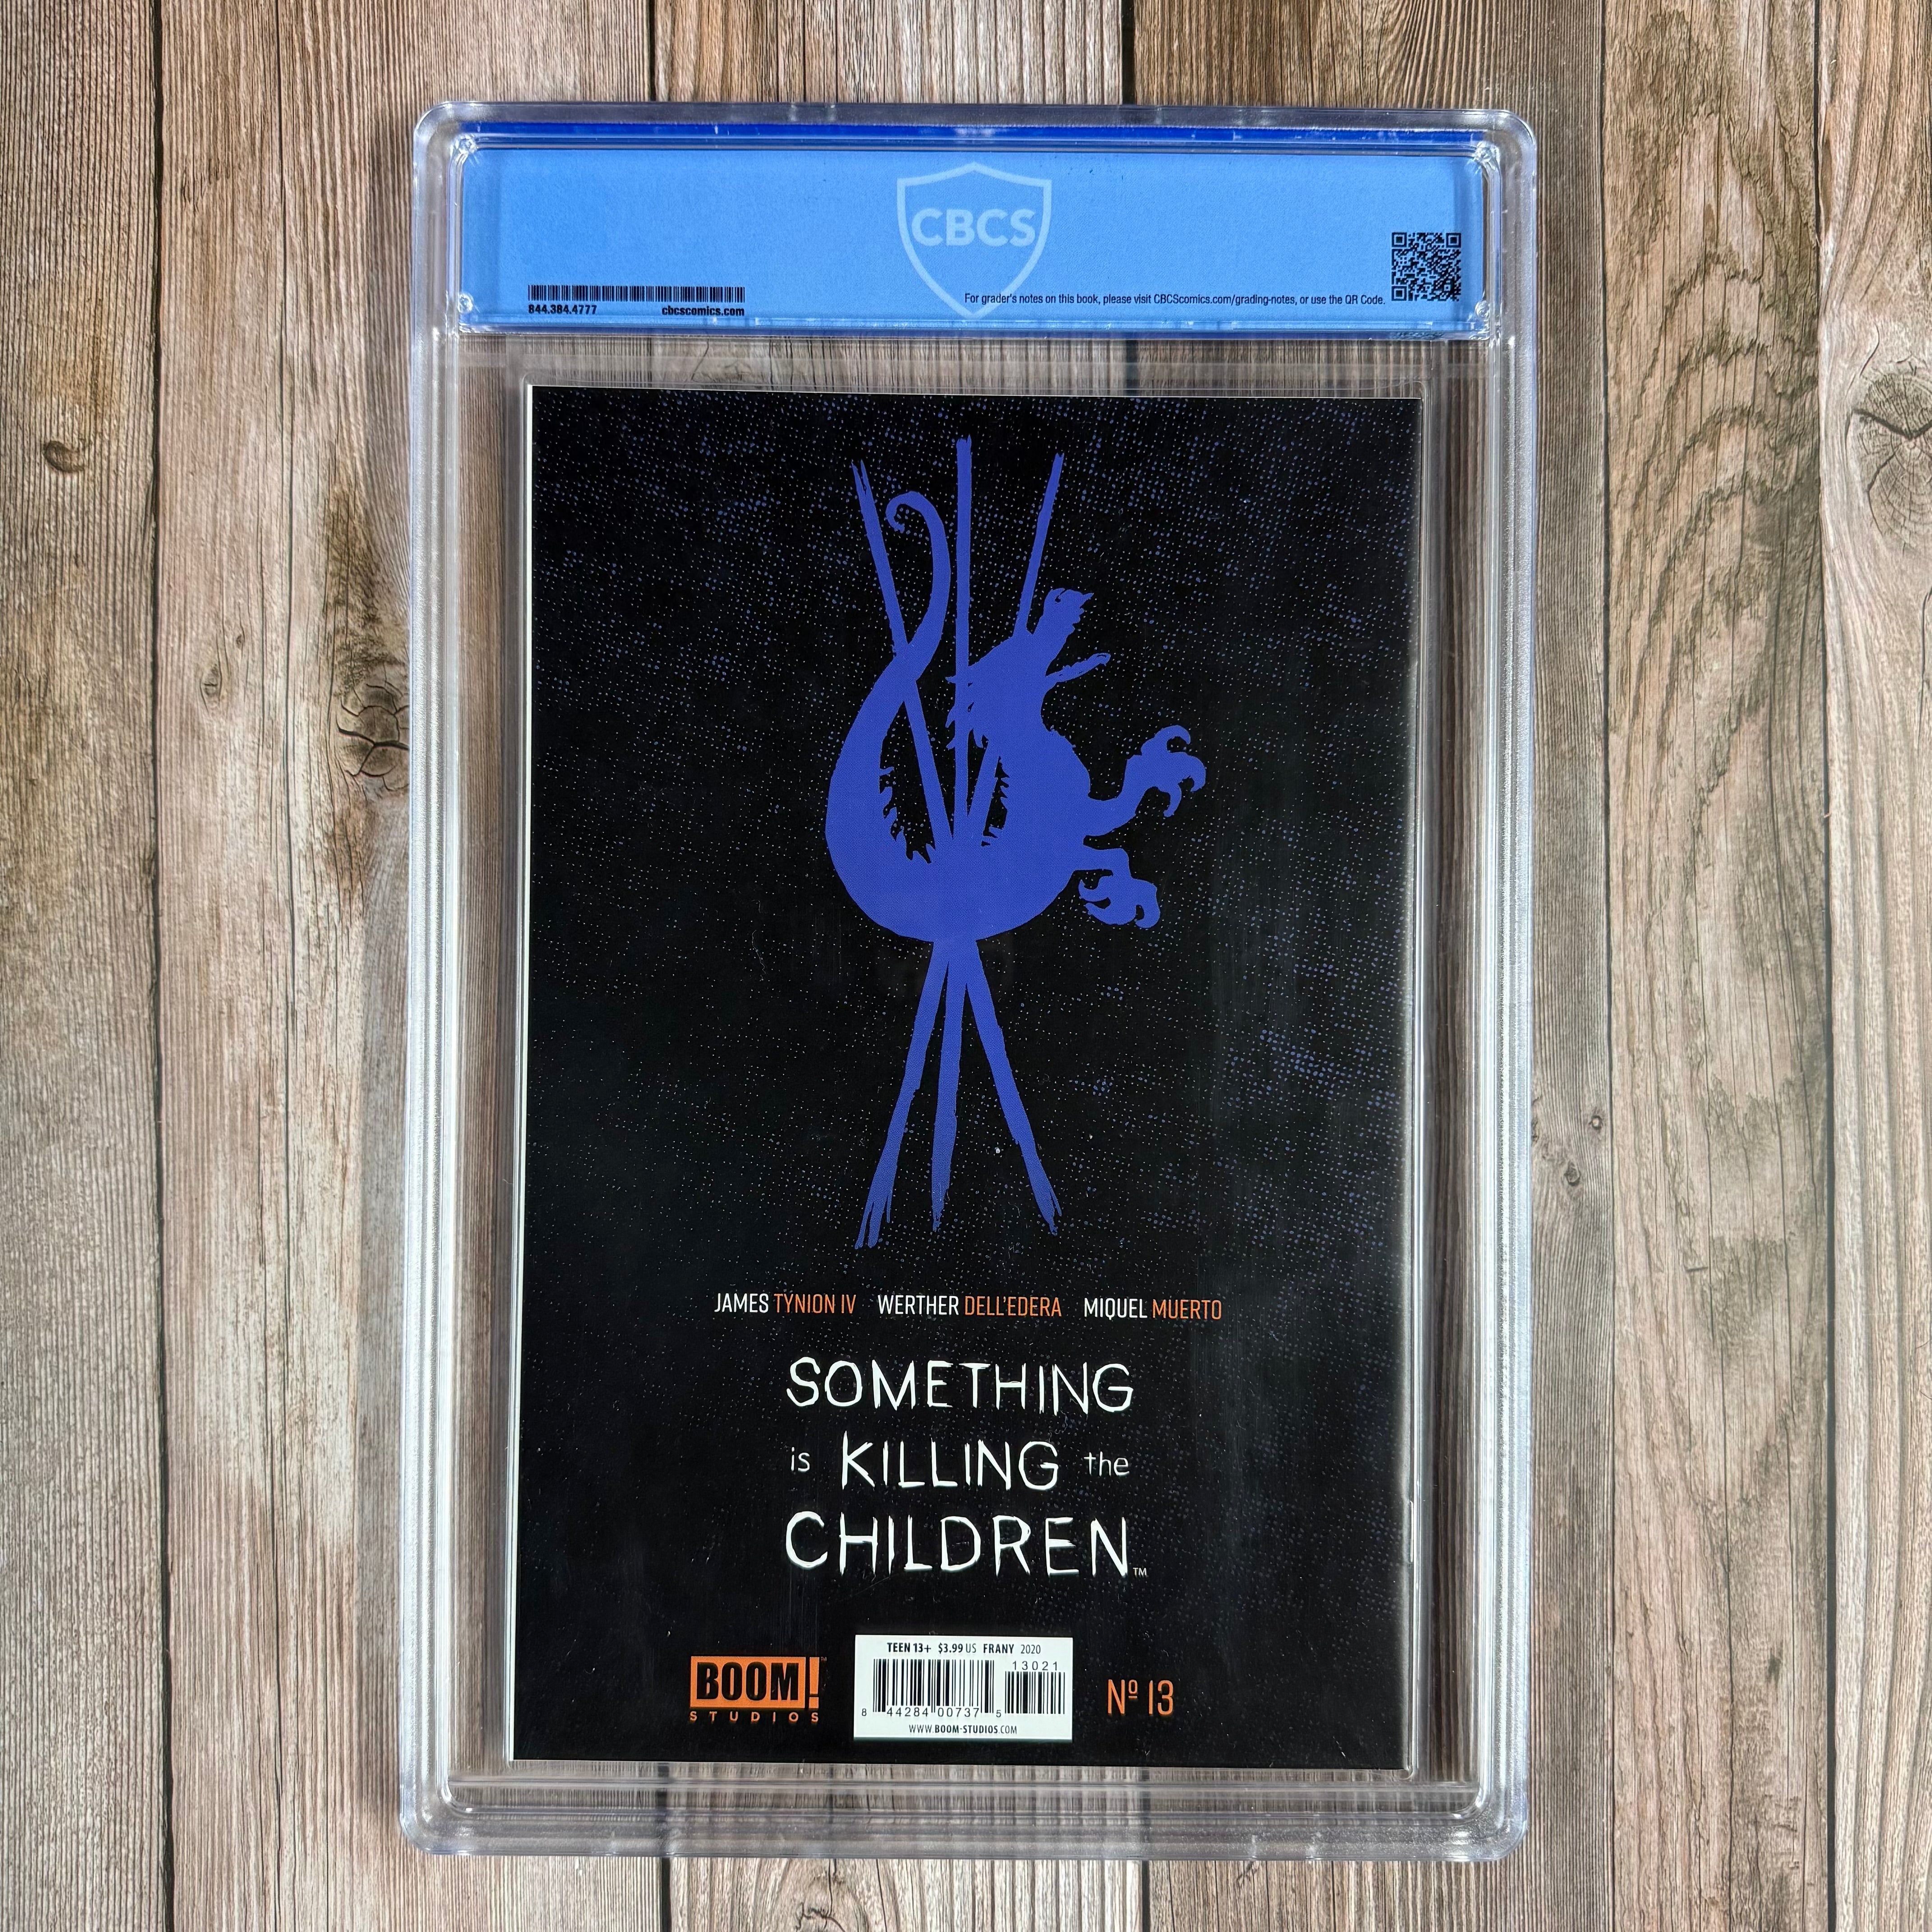 CBCS
844.384.4777 cbcscomics.com
For grader's notes on this book, please visit CBCScomics.com/grading-notes, or use the QR Code.
JAMES TYNION IV WERTHER DELL'EDERA MIQUEL MUERTO
SOMETHING
is KILLING the
CHILDREN™
BOOM!™
STUDIOS
TEEN 13+ $3.99 US FRANY 2020
13021
8 44284 00737 5
WWW.BOOM-STUDIOS.COM
Nº 13